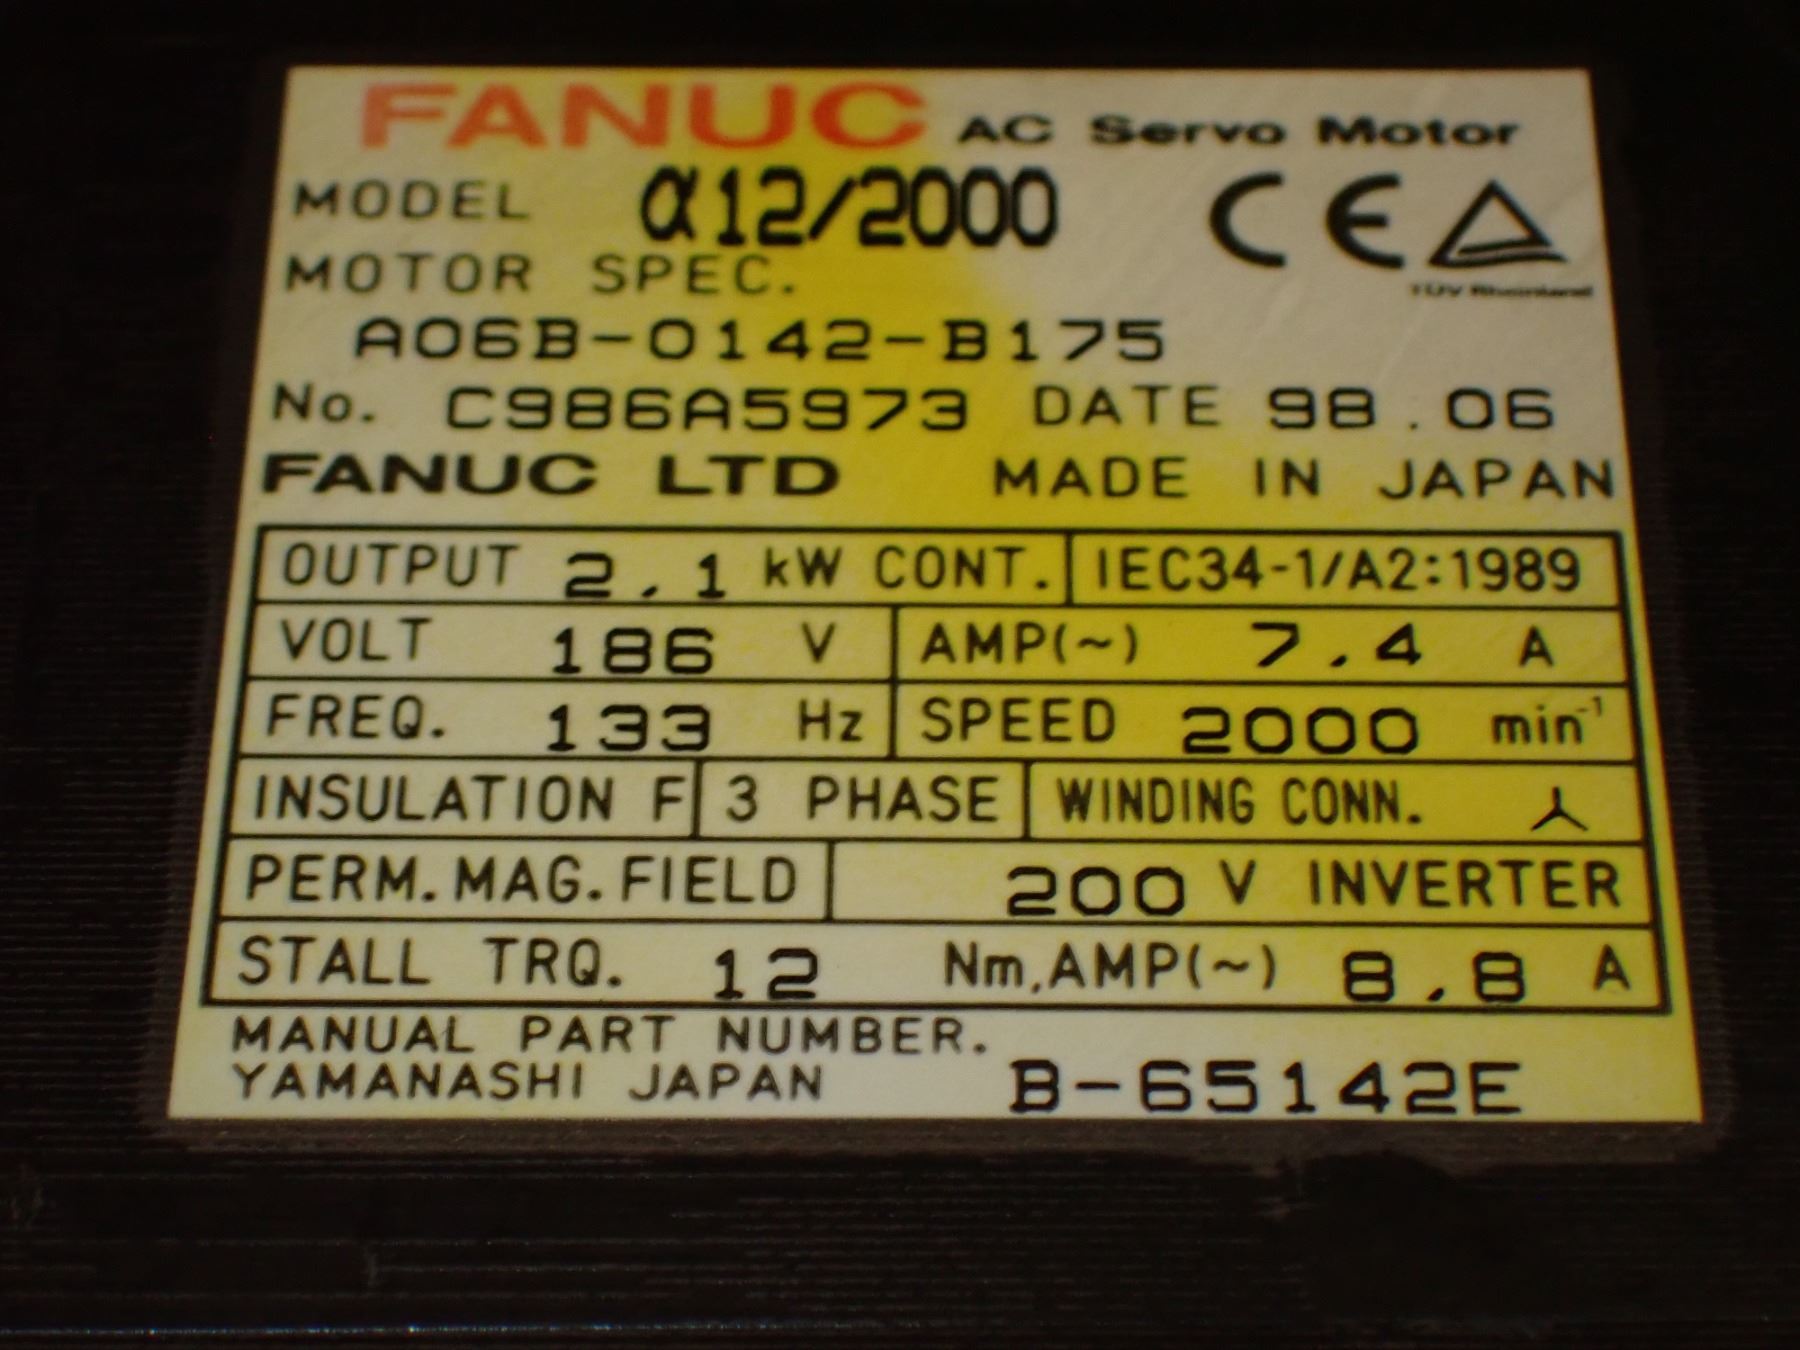 FANUC AC Servo Motor
MODEL α12/2000 CE
TÜV Rheinland
MOTOR SPEC.
A06B-0142-B175
No. C986A5973 DATE 98.06
FANUC LTD MADE IN JAPAN
OUTPUT 2.1 kW CONT. IEC34-1/A2:1989
VOLT 186 V AMP(~) 7.4 A
FREQ. 133 Hz SPEED 2000 min⁻¹
INSULATION F 3 PHASE WINDING CONN.
PERM.MAG.FIELD 200 V INVERTER
STALL TRQ. 12 Nm,AMP(~) 8.8 A
MANUAL PART NUMBER.
YAMANASHI JAPAN B-65142E